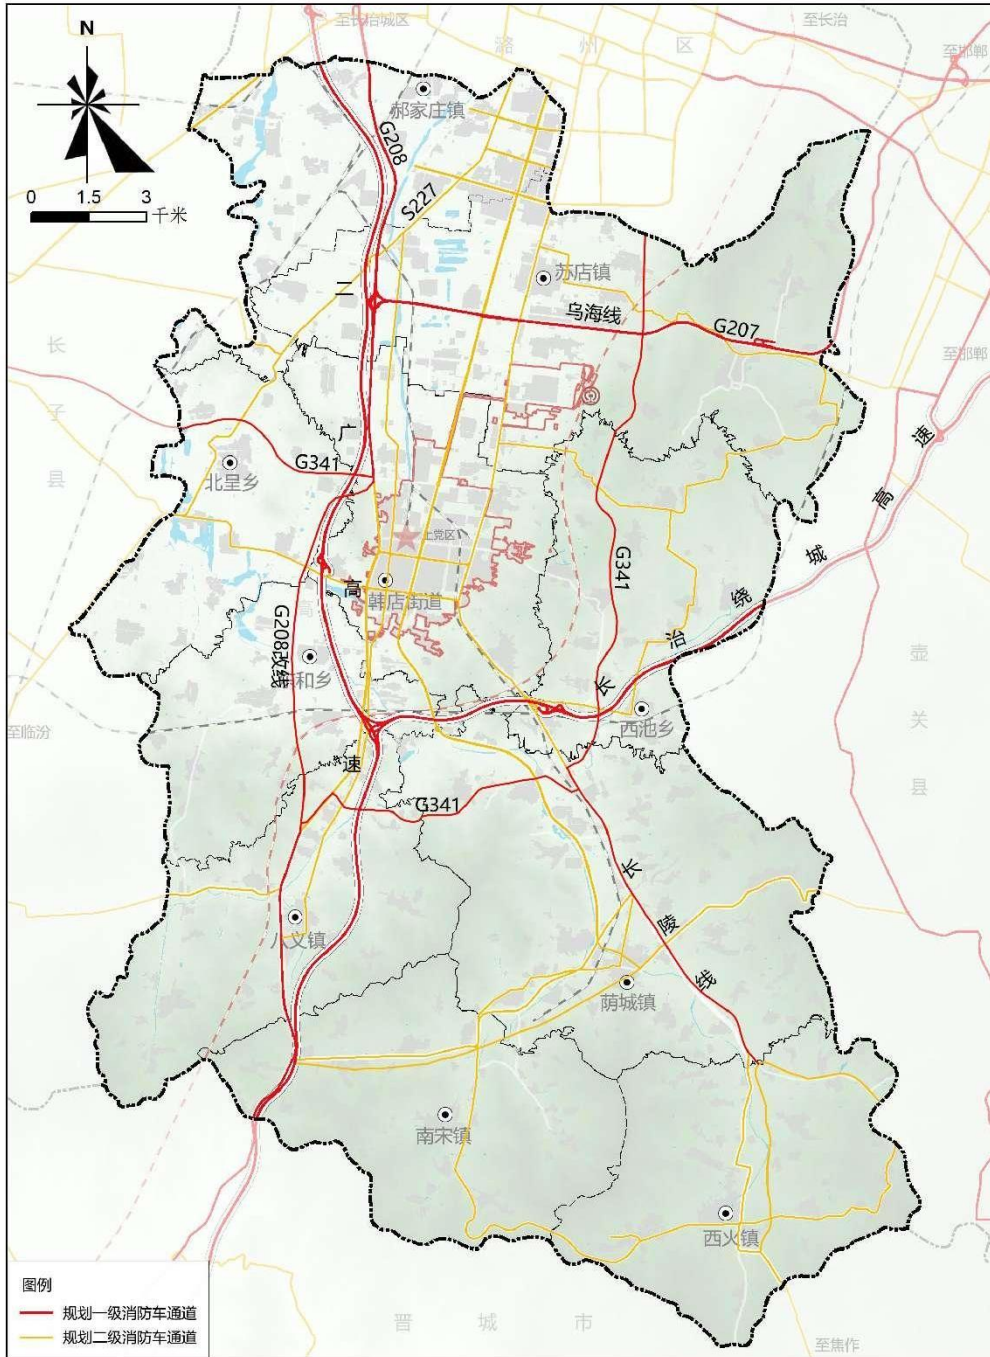 至长治城区
至长治
N
潞州区
至邯郸
郝家庄镇
G208
0 1.5 3
千米
S227
苏店镇
二
乌海线
G207
长子县
至邯郸
广
速
G341
北呈乡
高
上党区
G341
城
高
韩店街道
绕
G208改线
治
壶关县
和乡
长
西池乡
至临汾
速
G341
长
陵
八义镇
线
荫城镇
南宋镇
西火镇
图例
规划一级消防车通道
规划二级消防车通道
晋城市
至焦作